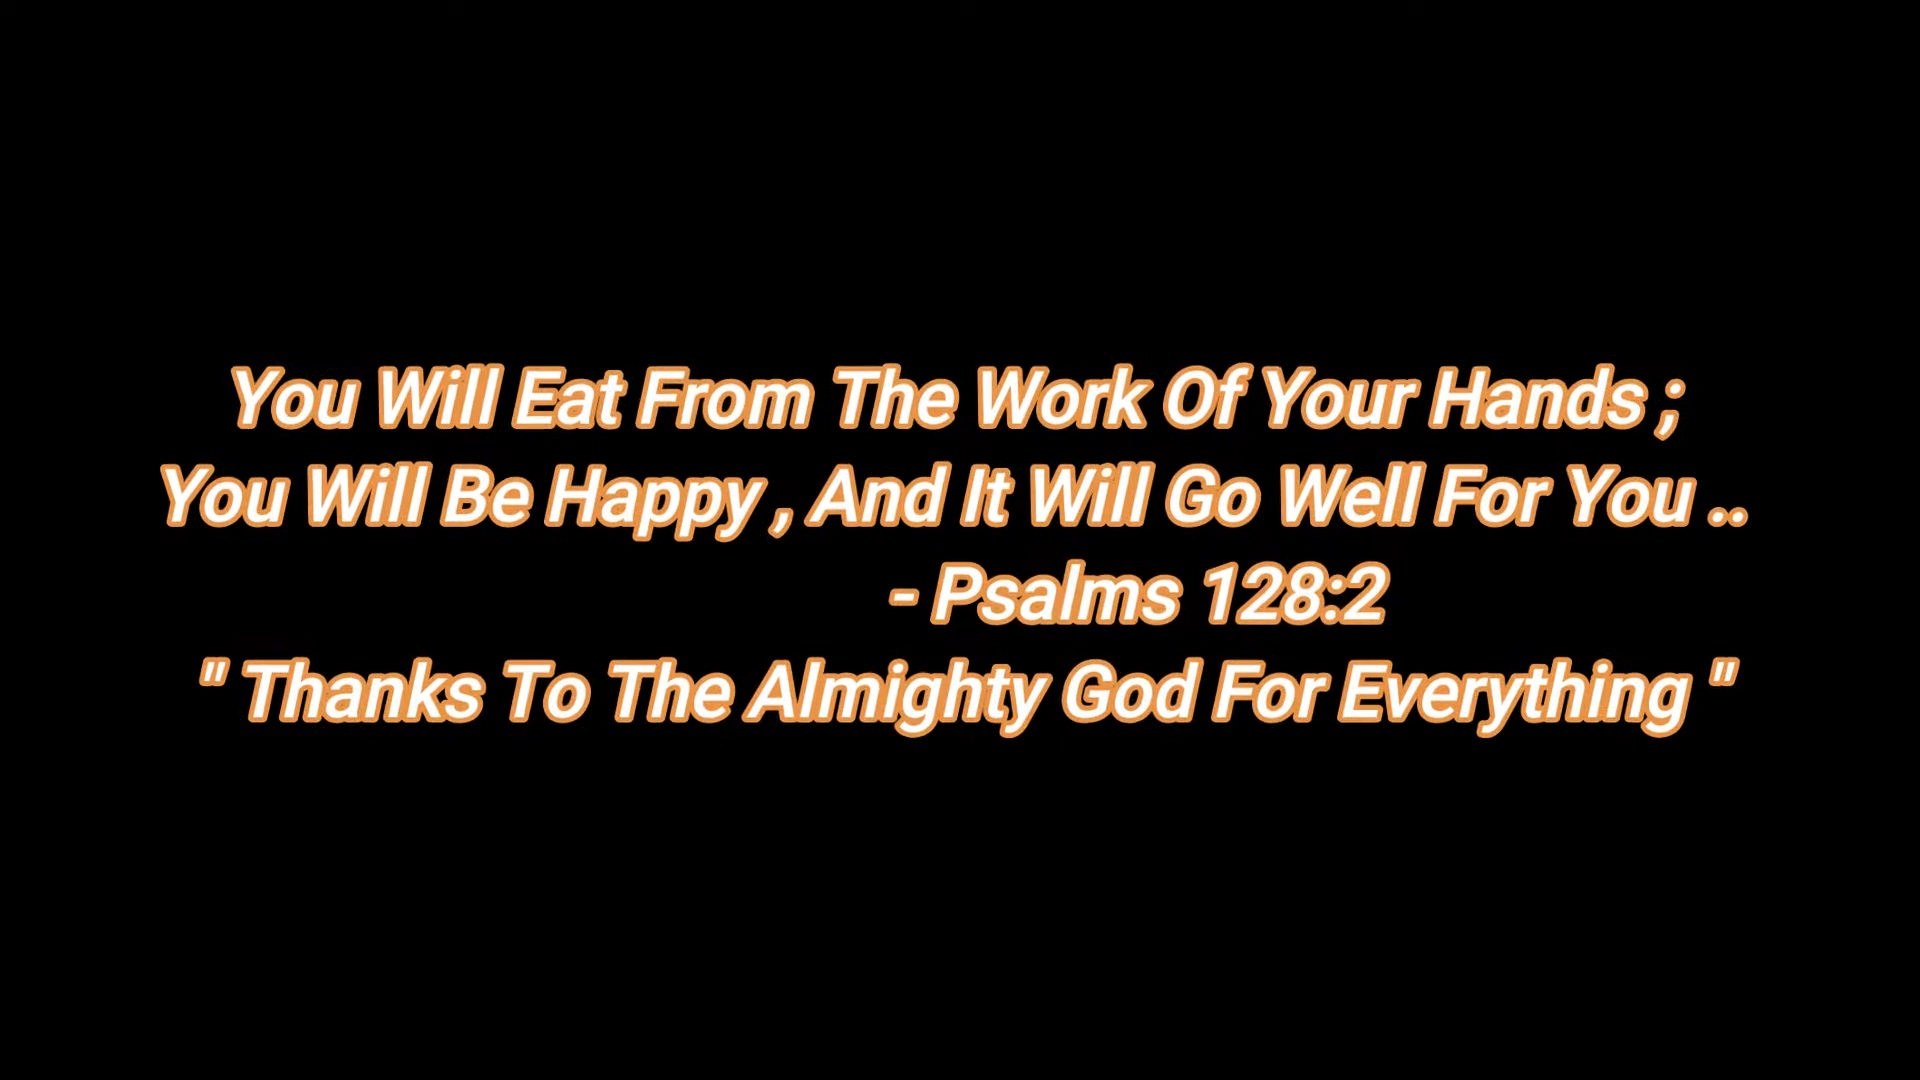 You Will Eat From The Work Of Your Hands ;
You Will Be Happy , And It Will Go Well For You ..
- Psalms 128:2
" Thanks To The Almighty God For Everything "